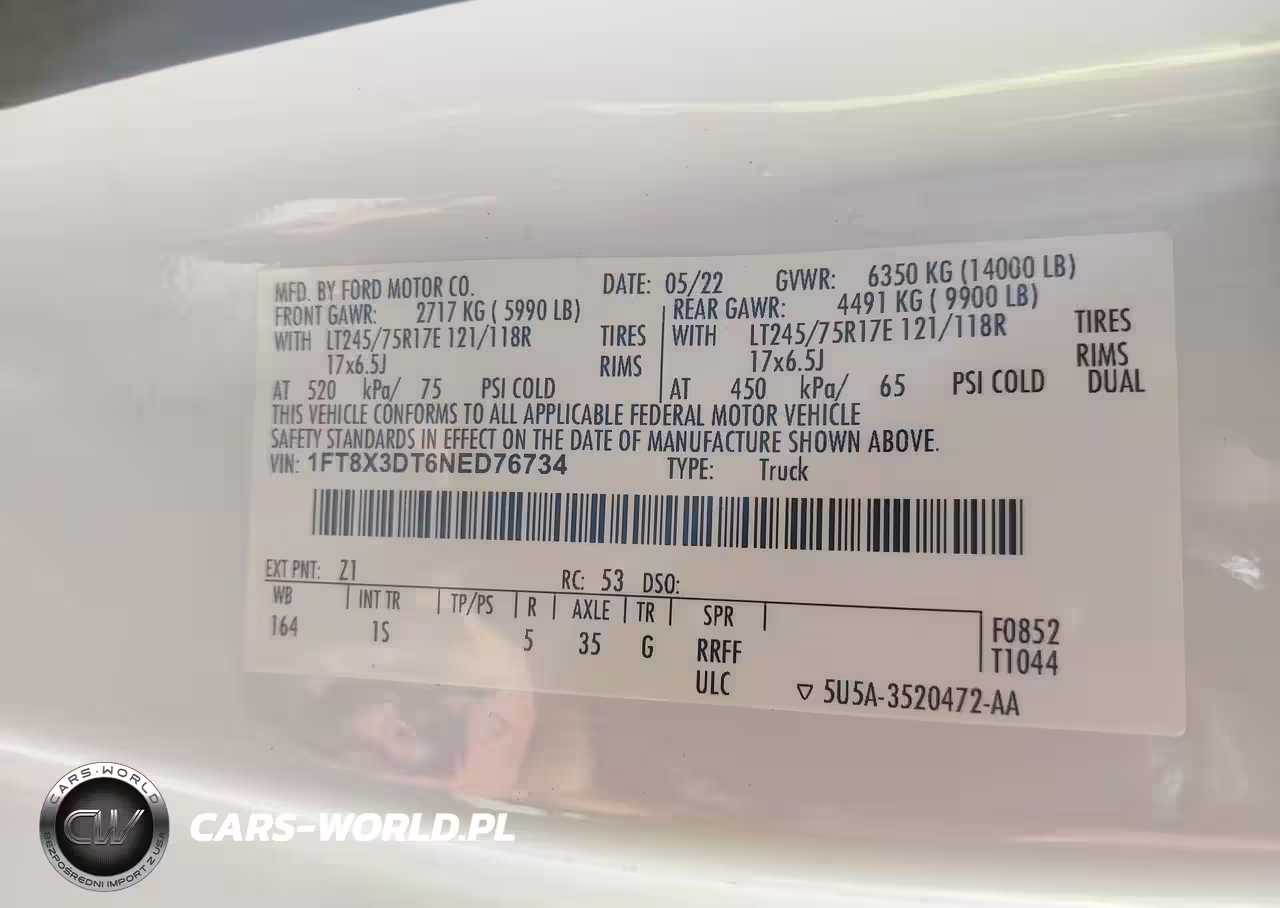 MFD. BY FORD MOTOR CO. DATE: 05/22 GVWR: 6350 KG (14000 LB)
FRONT GAWR: 2717 KG ( 5990 LB) REAR GAWR: 4491 KG ( 9900 LB)
WITH LT245/75R17E 121/118R TIRES WITH LT245/75R17E 121/118R TIRES
17x6.5J RIMS 17x6.5J RIMS
AT 520 kPa/ 75 PSI COLD AT 450 kPa/ 65 PSI COLD DUAL
THIS VEHICLE CONFORMS TO ALL APPLICABLE FEDERAL MOTOR VEHICLE
SAFETY STANDARDS IN EFFECT ON THE DATE OF MANUFACTURE SHOWN ABOVE.
VIN: 1FT8X3DT6NED76734 TYPE: Truck
EXT PNT: Z1 RC: 53 DSO:
WB INT TR TP/PS R AXLE TR SPR
164 1S 5 35 G RRFF F0852
ULC T1044
▽ 5U5A-3520472-AA
CARS-WORLD
CW
BEZPOŚREDNI IMPORT Z USA
CARS-WORLD.PL